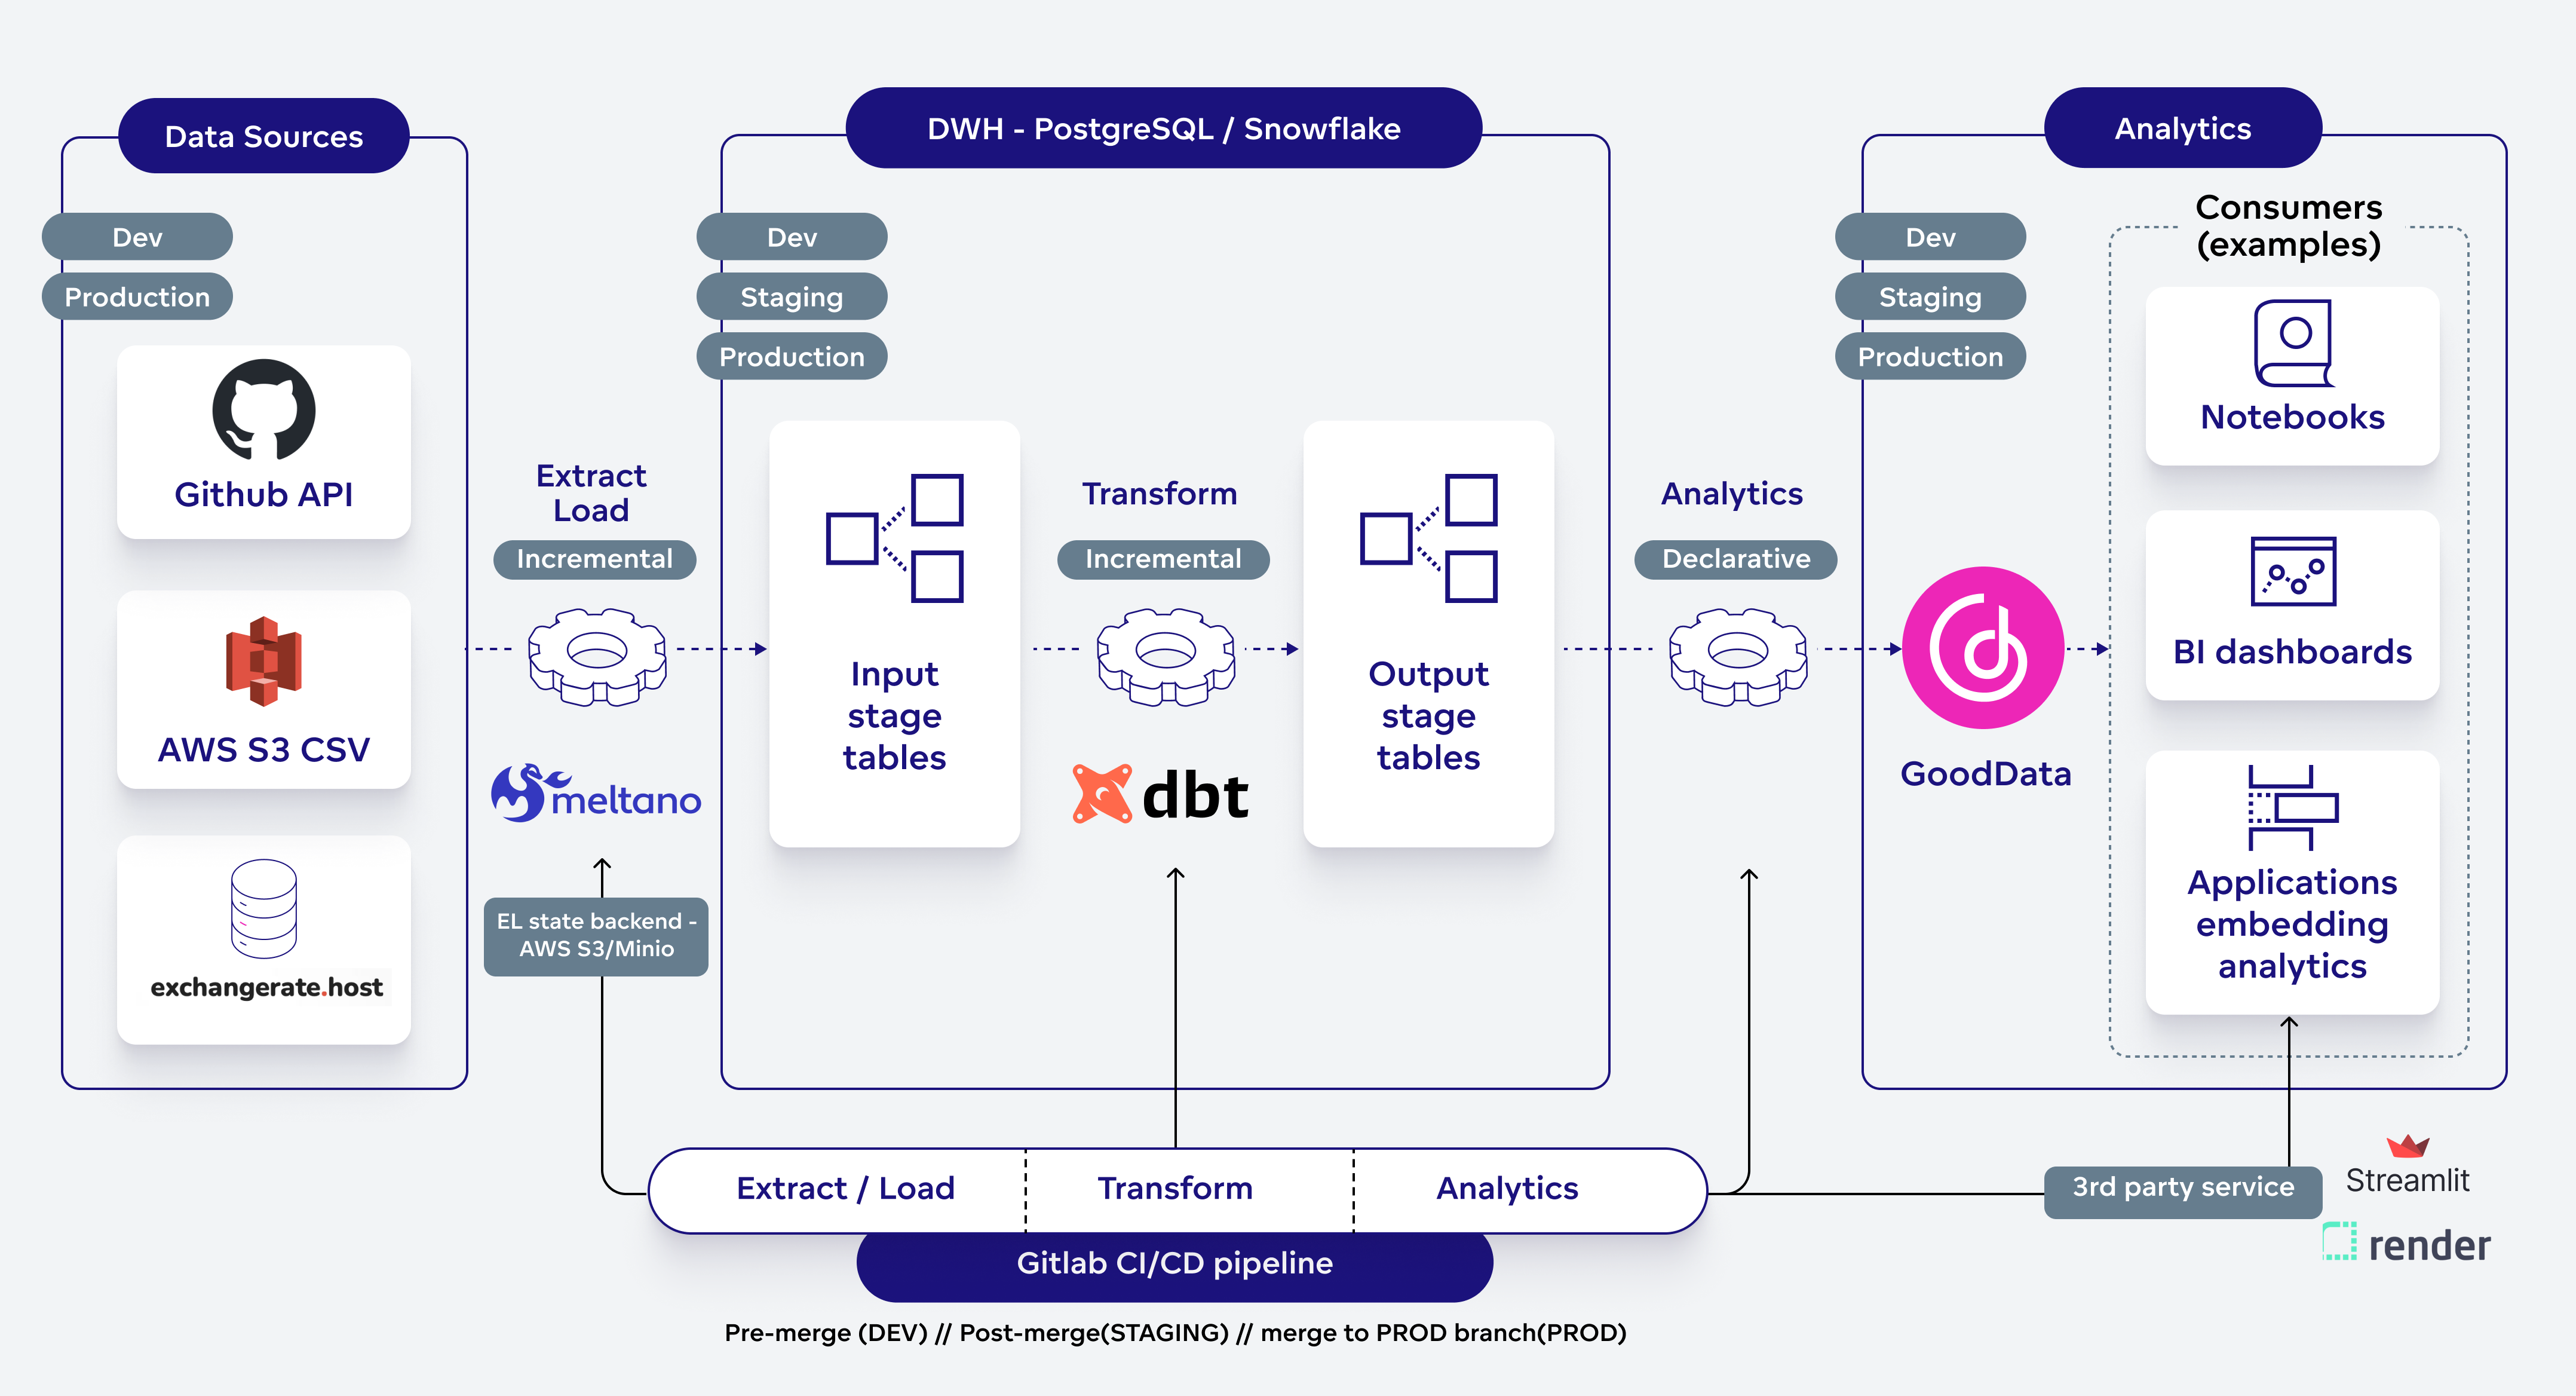 Data Sources
Dev
Production
Github API
AWS S3 CSV
exchangerate.host
Extract
Load
Incremental
meltano
EL state backend -
AWS S3/Minio
DWH - PostgreSQL / Snowflake
Dev
Staging
Production
Input
stage
tables
Transform
Incremental
dbt
Output
stage
tables
Analytics
Declarative
Analytics
Dev
Staging
Production
GoodData
Consumers
(examples)
Notebooks
BI dashboards
Applications
embedding
analytics
Extract / Load
Transform
Analytics
Gitlab CI/CD pipeline
Pre-merge (DEV) // Post-merge(STAGING) // merge to PROD branch(PROD)
3rd party service
Streamlit
render